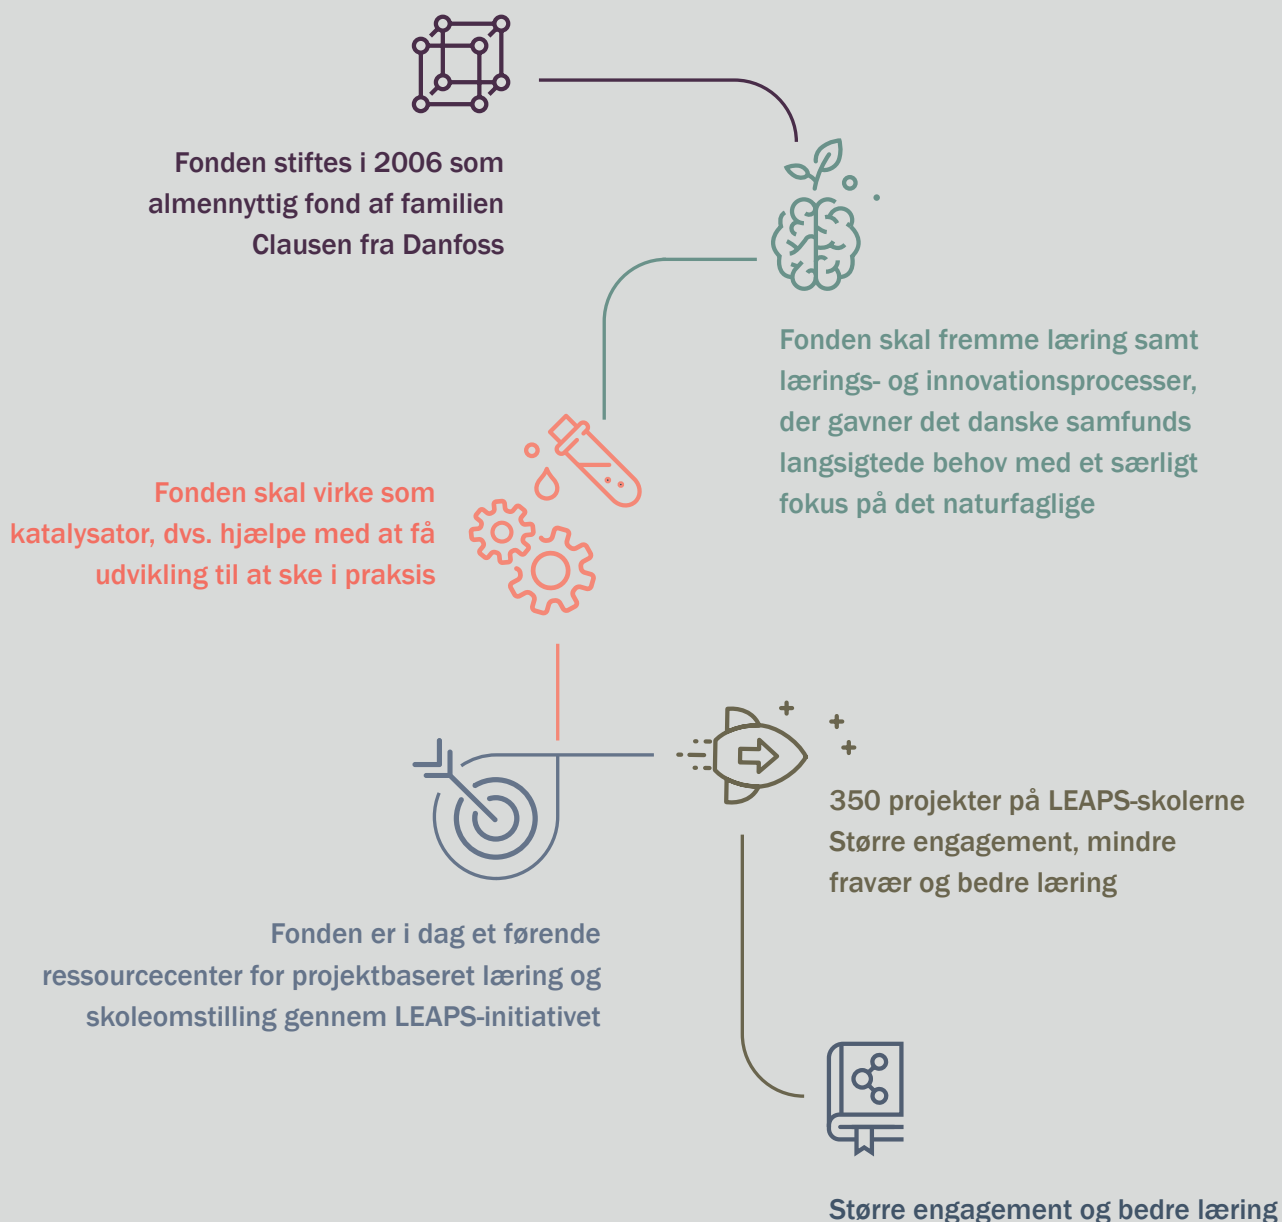 Fonden stiftes i 2006 som
almennyttig fond af familien
Clausen fra Danfoss
Fonden skal fremme læring samt
lærings- og innovationsprocesser,
der gavner det danske samfunds
langsigtede behov med et særligt
fokus på det naturfaglige
Fonden skal virke som
katalysator, dvs. hjælpe med at få
udvikling til at ske i praksis
350 projekter på LEAPS-skolerne
Større engagement, mindre
fravær og bedre læring
Fonden er i dag et førende
ressourcecenter for projektbaseret læring og
skoleomstilling gennem LEAPS-initiativet
Større engagement og bedre læring